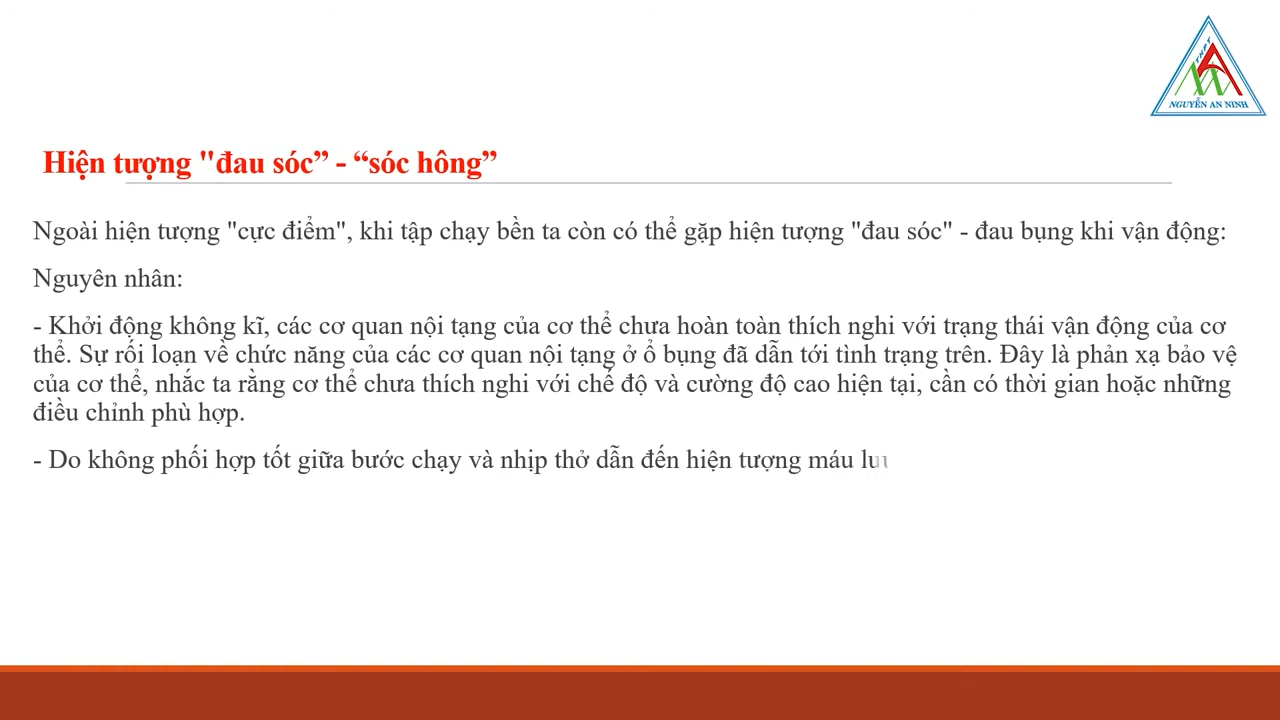 THPT
NGUYỄN AN NINH
Hiện tượng "đau sóc” - “sóc hông”
Ngoài hiện tượng "cực điểm", khi tập chạy bền ta còn có thể gặp hiện tượng "đau sóc" - đau bụng khi vận động:
Nguyên nhân:
- Khởi động không kĩ, các cơ quan nội tạng của cơ thể chưa hoàn toàn thích nghi với trạng thái vận động của cơ
thể. Sự rối loạn về chức năng của các cơ quan nội tạng ở ổ bụng đã dẫn tới tình trạng trên. Đây là phản xạ bảo vệ
của cơ thể, nhắc ta rằng cơ thể chưa thích nghi với chế độ và cường độ cao hiện tại, cần có thời gian hoặc những
điều chỉnh phù hợp.
- Do không phối hợp tốt giữa bước chạy và nhịp thở dẫn đến hiện tượng máu